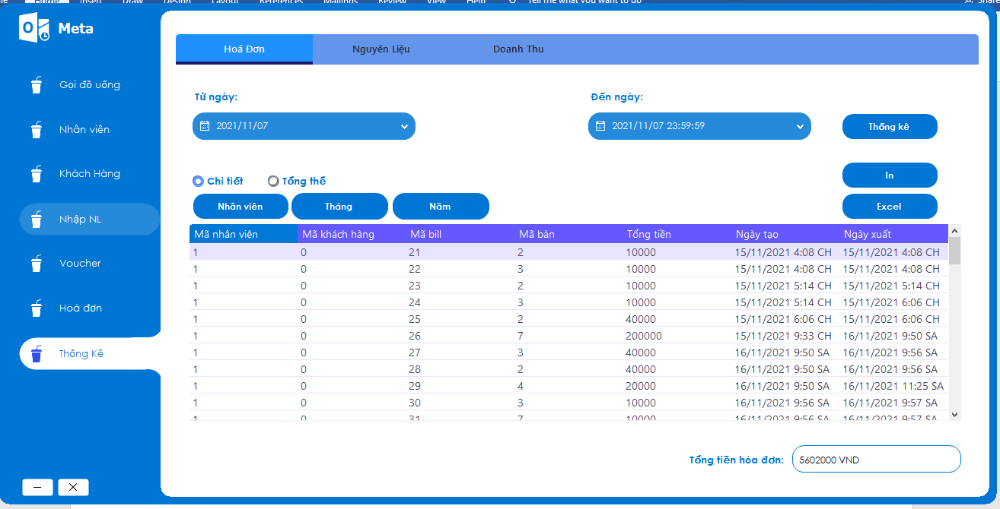 Home Insert Draw Design Layout References Mailings Review View Help Tell me what you want to do Share
Meta
Gọi đồ uống
Nhân viên
Khách Hàng
Nhập NL
Voucher
Hoá đơn
Thống Kê
Hoá Đơn Nguyên Liệu Doanh Thu
Từ ngày: Đến ngày:
2021/11/07 2021/11/07 23:59:59 Thống kê
In
Chi tiết Tổng thể
Nhân viên Tháng Năm Excel
Mã nhân viên Mã khách hàng Mã bill Mã bàn Tổng tiền Ngày tạo Ngày xuất
1 0 21 2 10000 15/11/2021 4:08 CH 15/11/2021 4:08 CH
1 0 22 3 10000 15/11/2021 4:08 CH 15/11/2021 4:08 CH
1 0 23 2 10000 15/11/2021 5:14 CH 15/11/2021 5:14 CH
1 0 24 3 10000 15/11/2021 5:14 CH 15/11/2021 6:06 CH
1 0 25 2 40000 15/11/2021 6:06 CH 15/11/2021 6:06 CH
1 0 26 7 200000 15/11/2021 9:33 CH 16/11/2021 9:50 SA
1 0 27 3 40000 16/11/2021 9:50 SA 16/11/2021 9:56 SA
1 0 28 2 40000 16/11/2021 9:50 SA 16/11/2021 9:56 SA
1 0 29 4 20000 16/11/2021 9:50 SA 16/11/2021 11:25 SA
1 0 30 3 10000 16/11/2021 9:56 SA 16/11/2021 9:57 SA
1 0 31 7 10000 16/11/2021 9:56 SA 16/11/2021 9:57 SA
Tổng tiền hóa đơn: 5602000 VND